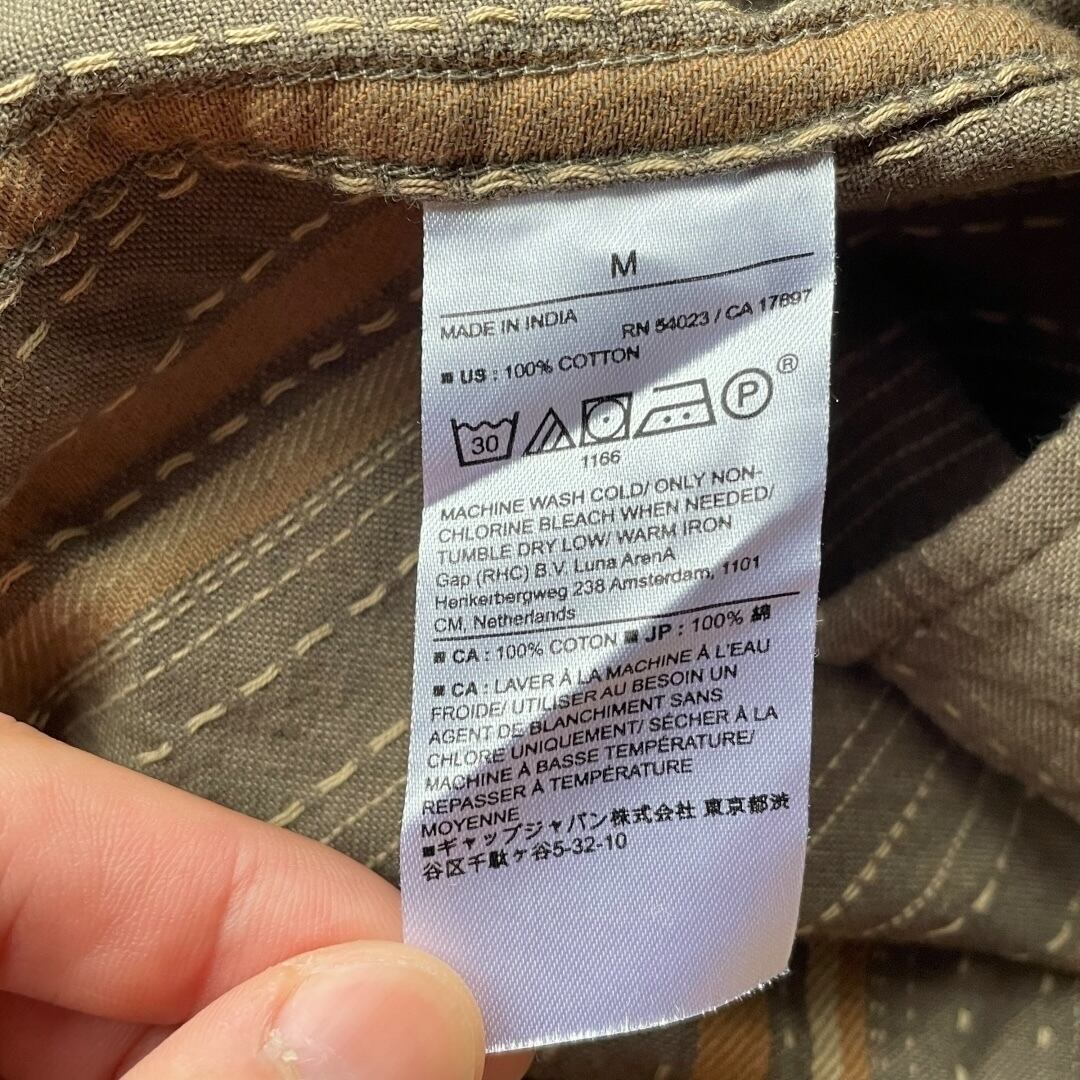 M
MADE IN INDIA
RN 54023 / CA 17897
■ US : 100% COTTON
30 P ®
1166
MACHINE WASH COLD/ ONLY NON-
CHLORINE BLEACH WHEN NEEDED/
TUMBLE DRY LOW/ WARM IRON
Gap (RHC) B.V. Luna ArenA
Herikerbergweg 238 Amsterdam, 1101
CM, Netherlands
■ CA : 100% COTON ■ JP : 100% 綿
■ CA : LAVER À LA MACHINE À L'EAU
FROIDE/ UTILISER AU BESOIN UN
AGENT DE BLANCHIMENT SANS
CHLORE UNIQUEMENT/ SÉCHER À LA
MACHINE À BASSE TEMPÉRATURE/
REPASSER À TEMPÉRATURE
MOYENNE
■ギャップジャパン株式会社 東京都渋
谷区千駄ケ谷5-32-10